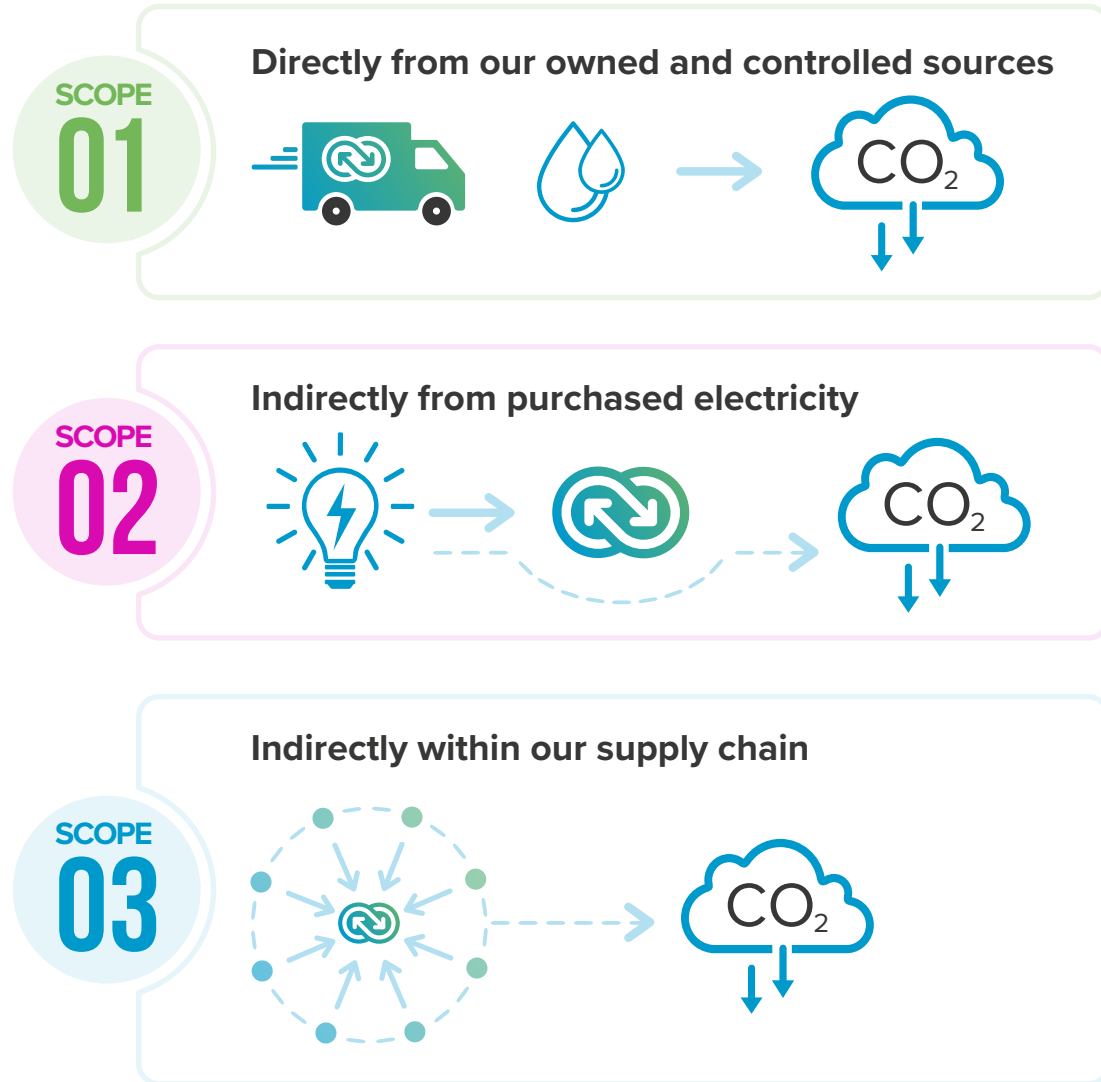 SCOPE
01
Directly from our owned and controlled sources
CO₂
SCOPE
02
Indirectly from purchased electricity
CO₂
SCOPE
03
Indirectly within our supply chain
CO₂